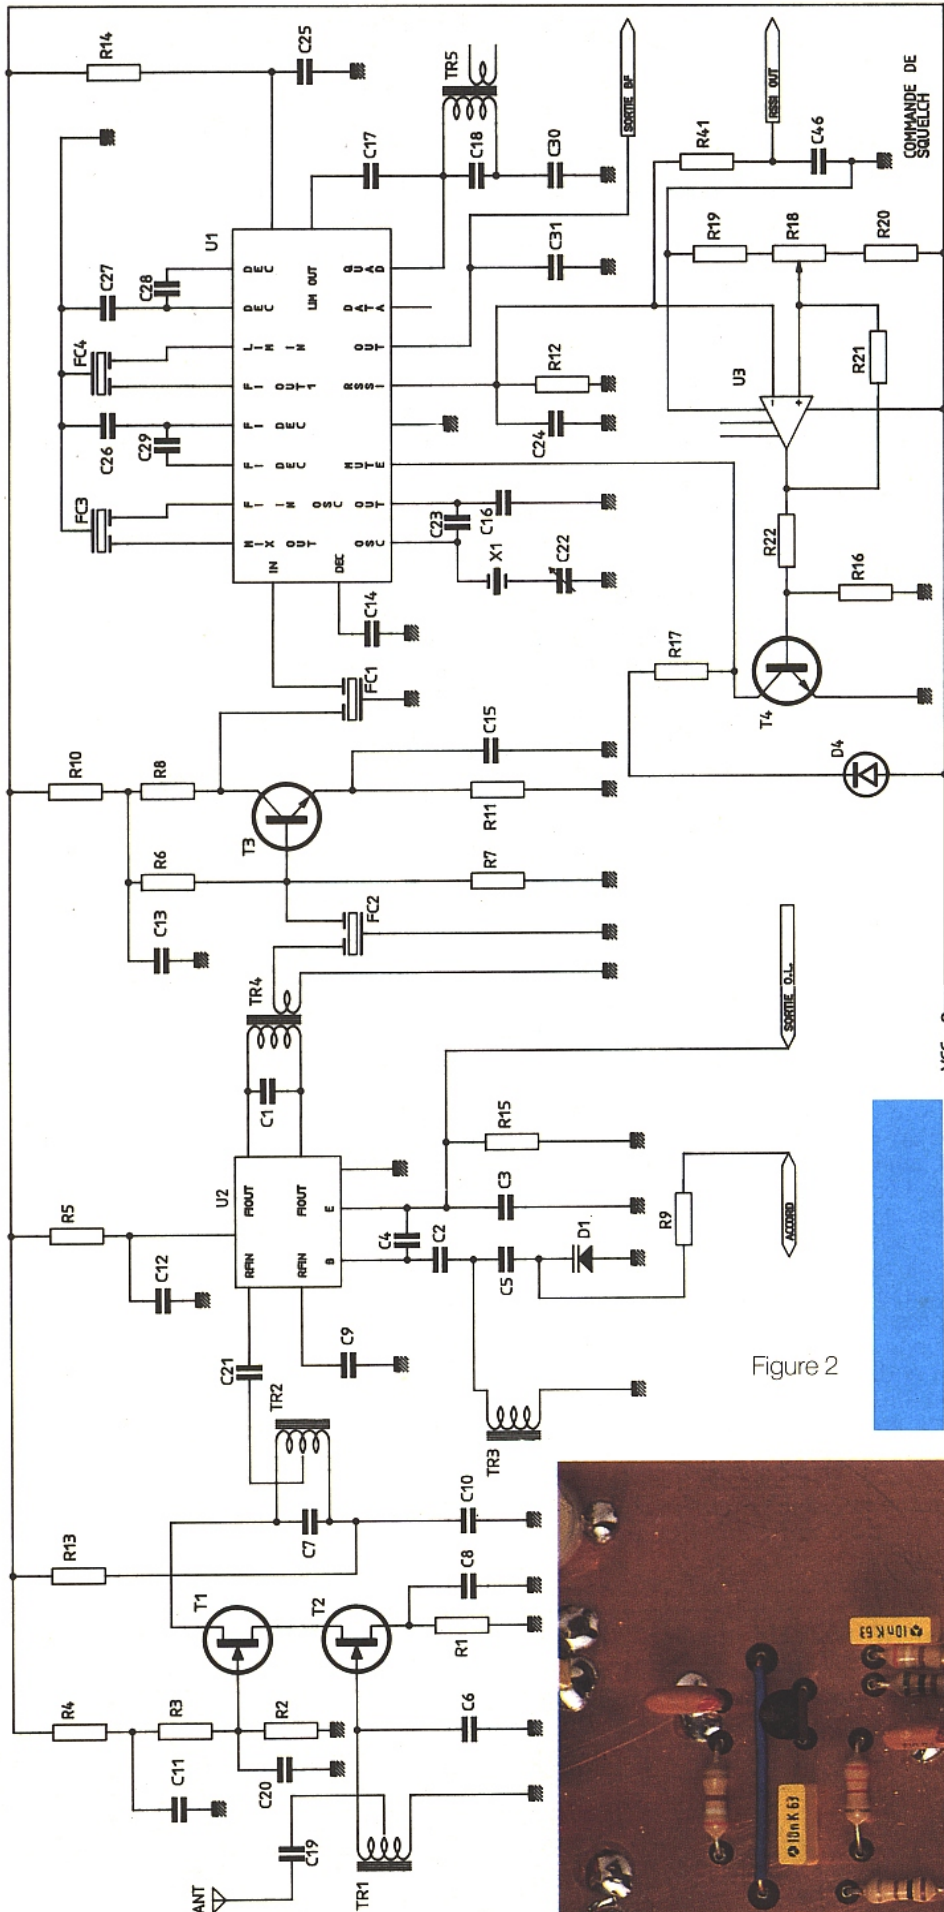 R14
C25
TR5
SORTIE BF
RSSI OUT
COMMANDE DE
SQUELCH
R41
C46
C17
C18
C30
U1
C27
C28
DEC
DEC
LIM OUT
QUAD
DATA
C31
R19
R18
R20
FC4
LIM IN
FI OUT 1
OUT
RSSI
R12
R21
U3
-
+
C26
C29
FI DEC
FI DEC
MUTE
C24
FC3
FI IN
MIX OUT
OSC OUT
OSC
C23
C16
R22
IN
DEC
X1
C22
R16
C14
R17
FC1
T4
R10
R8
C15
D4
T3
R11
R6
R7
C13
FC2
TR4
SORTIE O.L.
C1
R15
R5
U2
FIOUT
FIOUT
RFIN
RFIN
E
B
C4
C3
C2
C5
D1
R9
ACCORD
C12
C21
C9
TR2
TR3
Figure 2
R13
C7
C10
T1
T2
C8
R1
R4
R3
R2
C6
C11
C20
C19
ANT
TR1
10nK63
10nK63